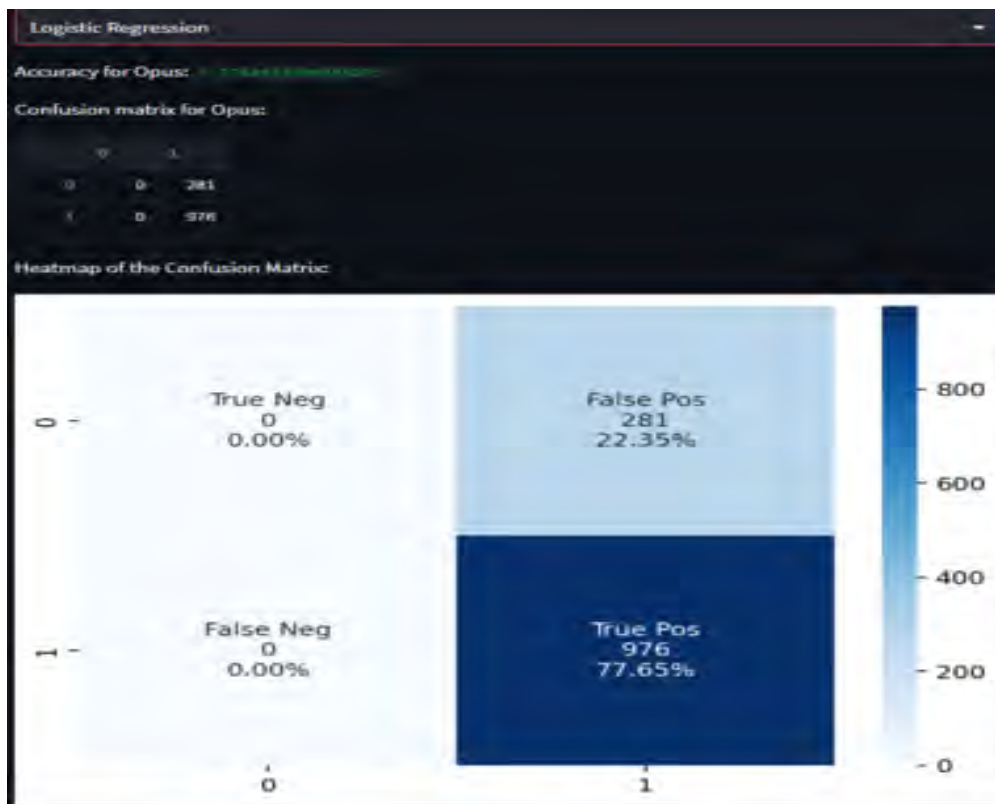 Logistic Regression
Accuracy for Opus:
Confusion matrix for Opus:
0 1
0 0 281
1 0 976
Heatmap of the Confusion Matrix:
True Neg
0
0.00%
False Pos
281
22.35%
0
800
600
400
200
0
False Neg
0
0.00%
True Pos
976
77.65%
1
0
1